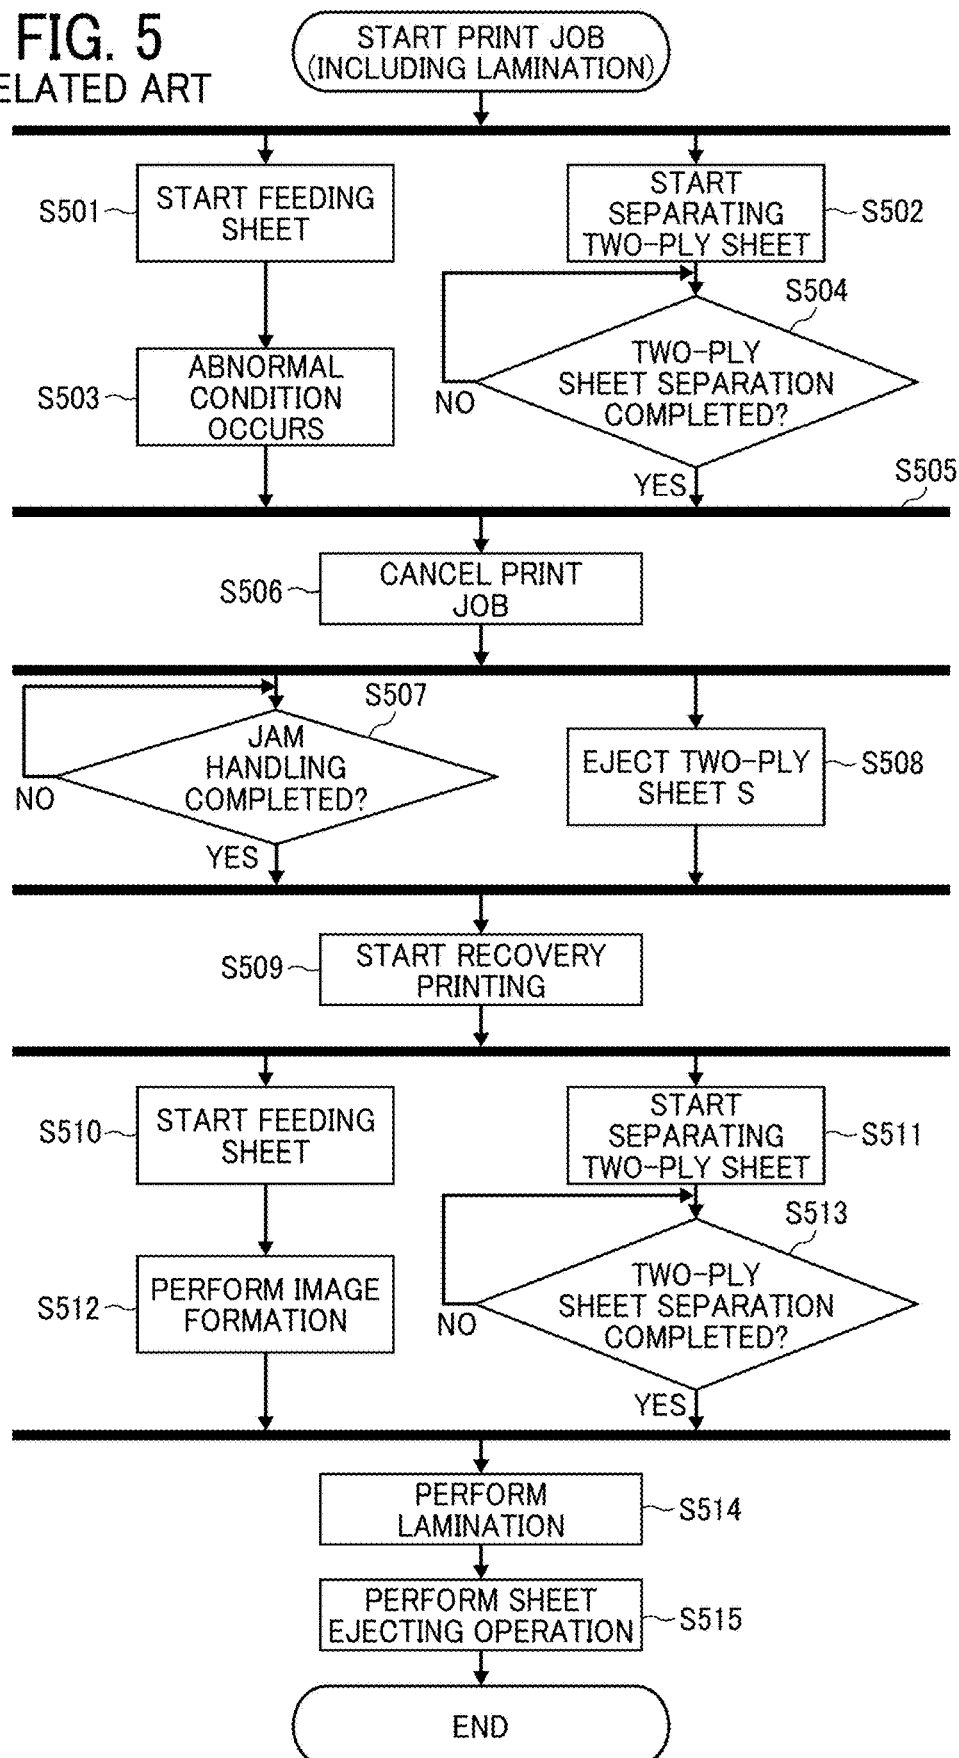 FIG. 5
ELATED ART
START PRINT JOB
(INCLUDING LAMINATION)
S501
START FEEDING
SHEET
START
SEPARATING
TWO-PLY SHEET
S502
S503
ABNORMAL
CONDITION
OCCURS
S504
TWO-PLY
SHEET SEPARATION
COMPLETED?
NO
YES
S505
S506
CANCEL PRINT
JOB
S507
JAM
HANDLING
COMPLETED?
NO
YES
EJECT TWO-PLY
SHEET S
S508
S509
START RECOVERY
PRINTING
S510
START FEEDING
SHEET
START
SEPARATING
TWO-PLY SHEET
S511
S512
PERFORM IMAGE
FORMATION
S513
TWO-PLY
SHEET SEPARATION
COMPLETED?
NO
YES
PERFORM
LAMINATION
S514
PERFORM SHEET
EJECTING OPERATION
S515
END